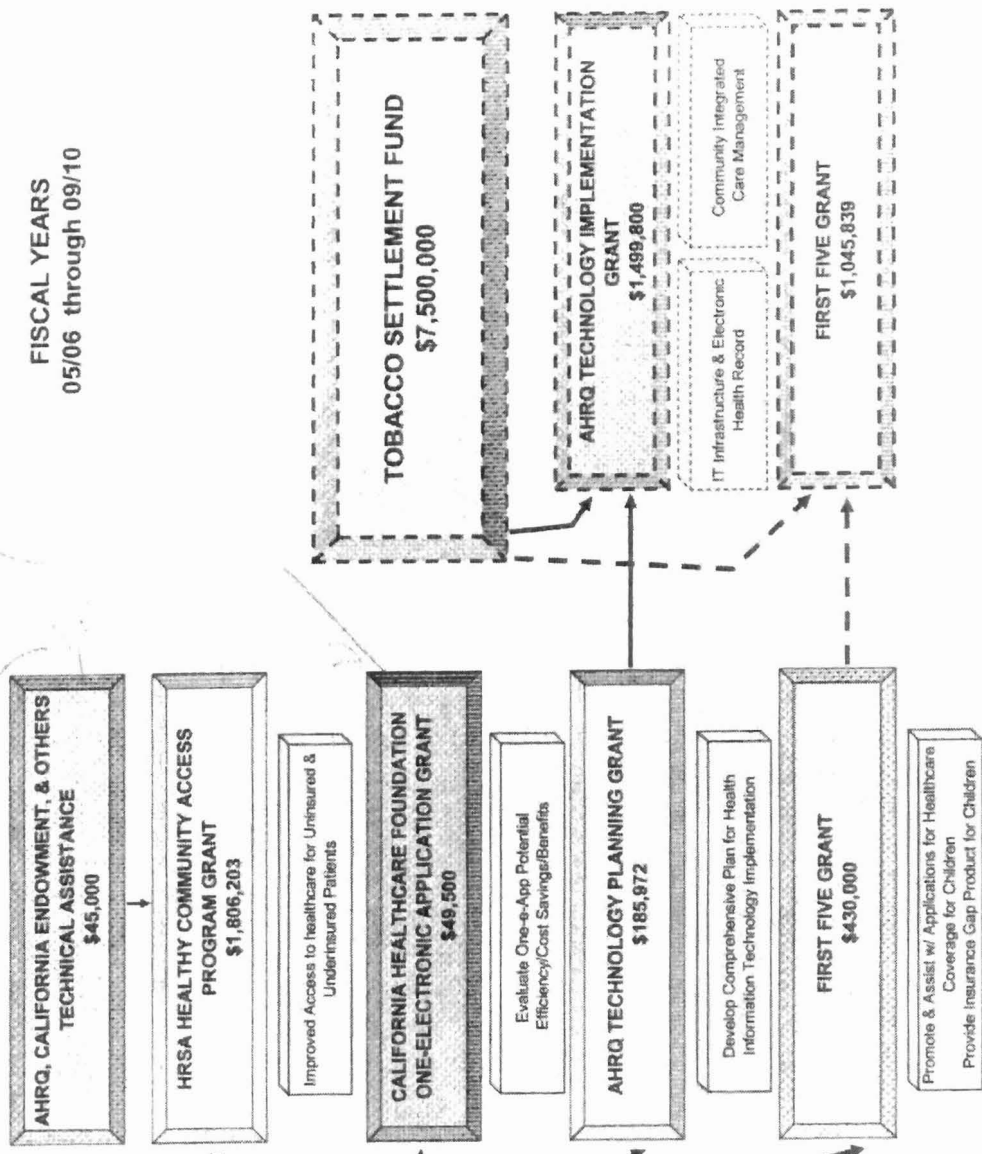 FISCAL YEARS
05/06 through 09/10
AHRQ, CALIFORNIA ENDOWMENT, & OTHERS
TECHNICAL ASSISTANCE
$45,000
HRSA HEALTHY COMMUNITY ACCESS
PROGRAM GRANT
$1,806,203
Improved Access to healthcare for Uninsured &
Underinsured Patients
CALIFORNIA HEALTHCARE FOUNDATION
ONE-ELECTRONIC APPLICATION GRANT
$49,500
Evaluate One-e-App Potential
Efficiency/Cost Savings/Benefits
AHRQ TECHNOLOGY PLANNING GRANT
$185,972
Develop Comprehensive Plan for Health
Information Technology Implementation
FIRST FIVE GRANT
$430,000
Promote & Assist w/ Applications for Healthcare
Coverage for Children
Provide Insurance Gap Product for Children
TOBACCO SETTLEMENT FUND
$7,500,000
AHRQ TECHNOLOGY IMPLEMENTATION
GRANT
$1,499,800
IT Infrastructure & Electronic
Health Record
Community Integrated
Care Management
FIRST FIVE GRANT
$1,045,839